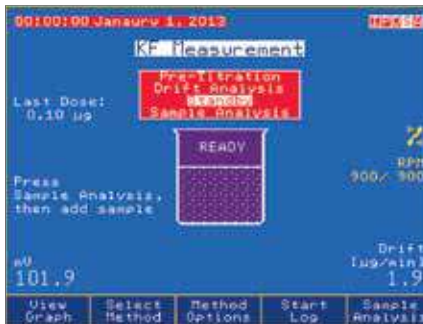 00:00:00 Janaury 1, 2013
KF Measurement
Pre-Titration
Drift Analysis
Standby
Sample Analysis
Last Dose:
0.10 µg
READY
%
RPM
900/ 900
Press
Sample Analysis,
then add sample
Drift
[µg/min]
1.9
mV
101.9
View Graph
Select Method
Method Options
Start Log
Sample Analysis